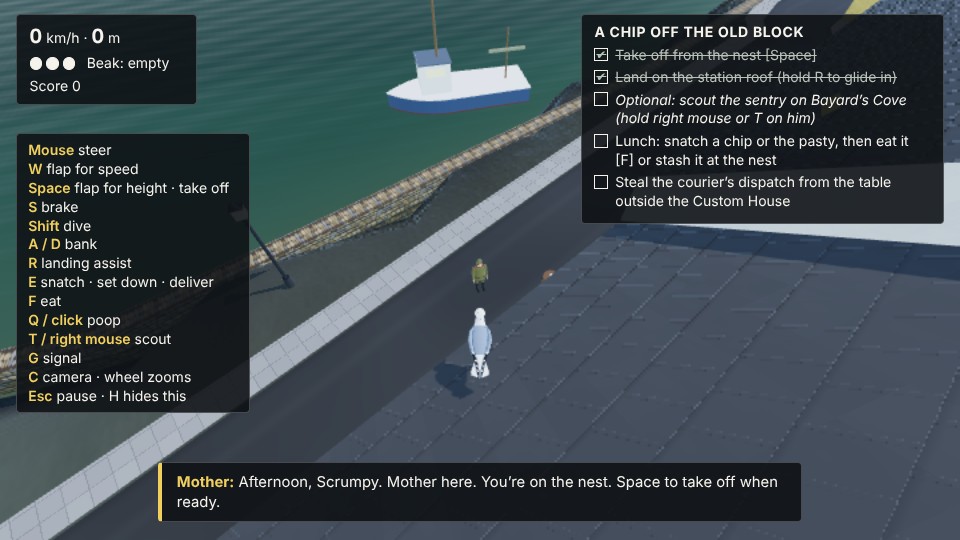 0 km/h · 0 m
Beak: empty
Score 0
Mouse steer
W flap for speed
Space flap for height · take off
S brake
Shift dive
A / D bank
R landing assist
E snatch · set down · deliver
F eat
Q / click poop
T / right mouse scout
G signal
C camera · wheel zooms
Esc pause · H hides this
A CHIP OFF THE OLD BLOCK
Take off from the nest [Space]
Land on the station roof (hold R to glide in)
Optional: scout the sentry on Bayard’s Cove
(hold right mouse or T on him)
Lunch: snatch a chip or the pasty, then eat it
[F] or stash it at the nest
Steal the courier’s dispatch from the table
outside the Custom House
Mother: Afternoon, Scrumpy. Mother here. You’re on the nest. Space to take off when
ready.